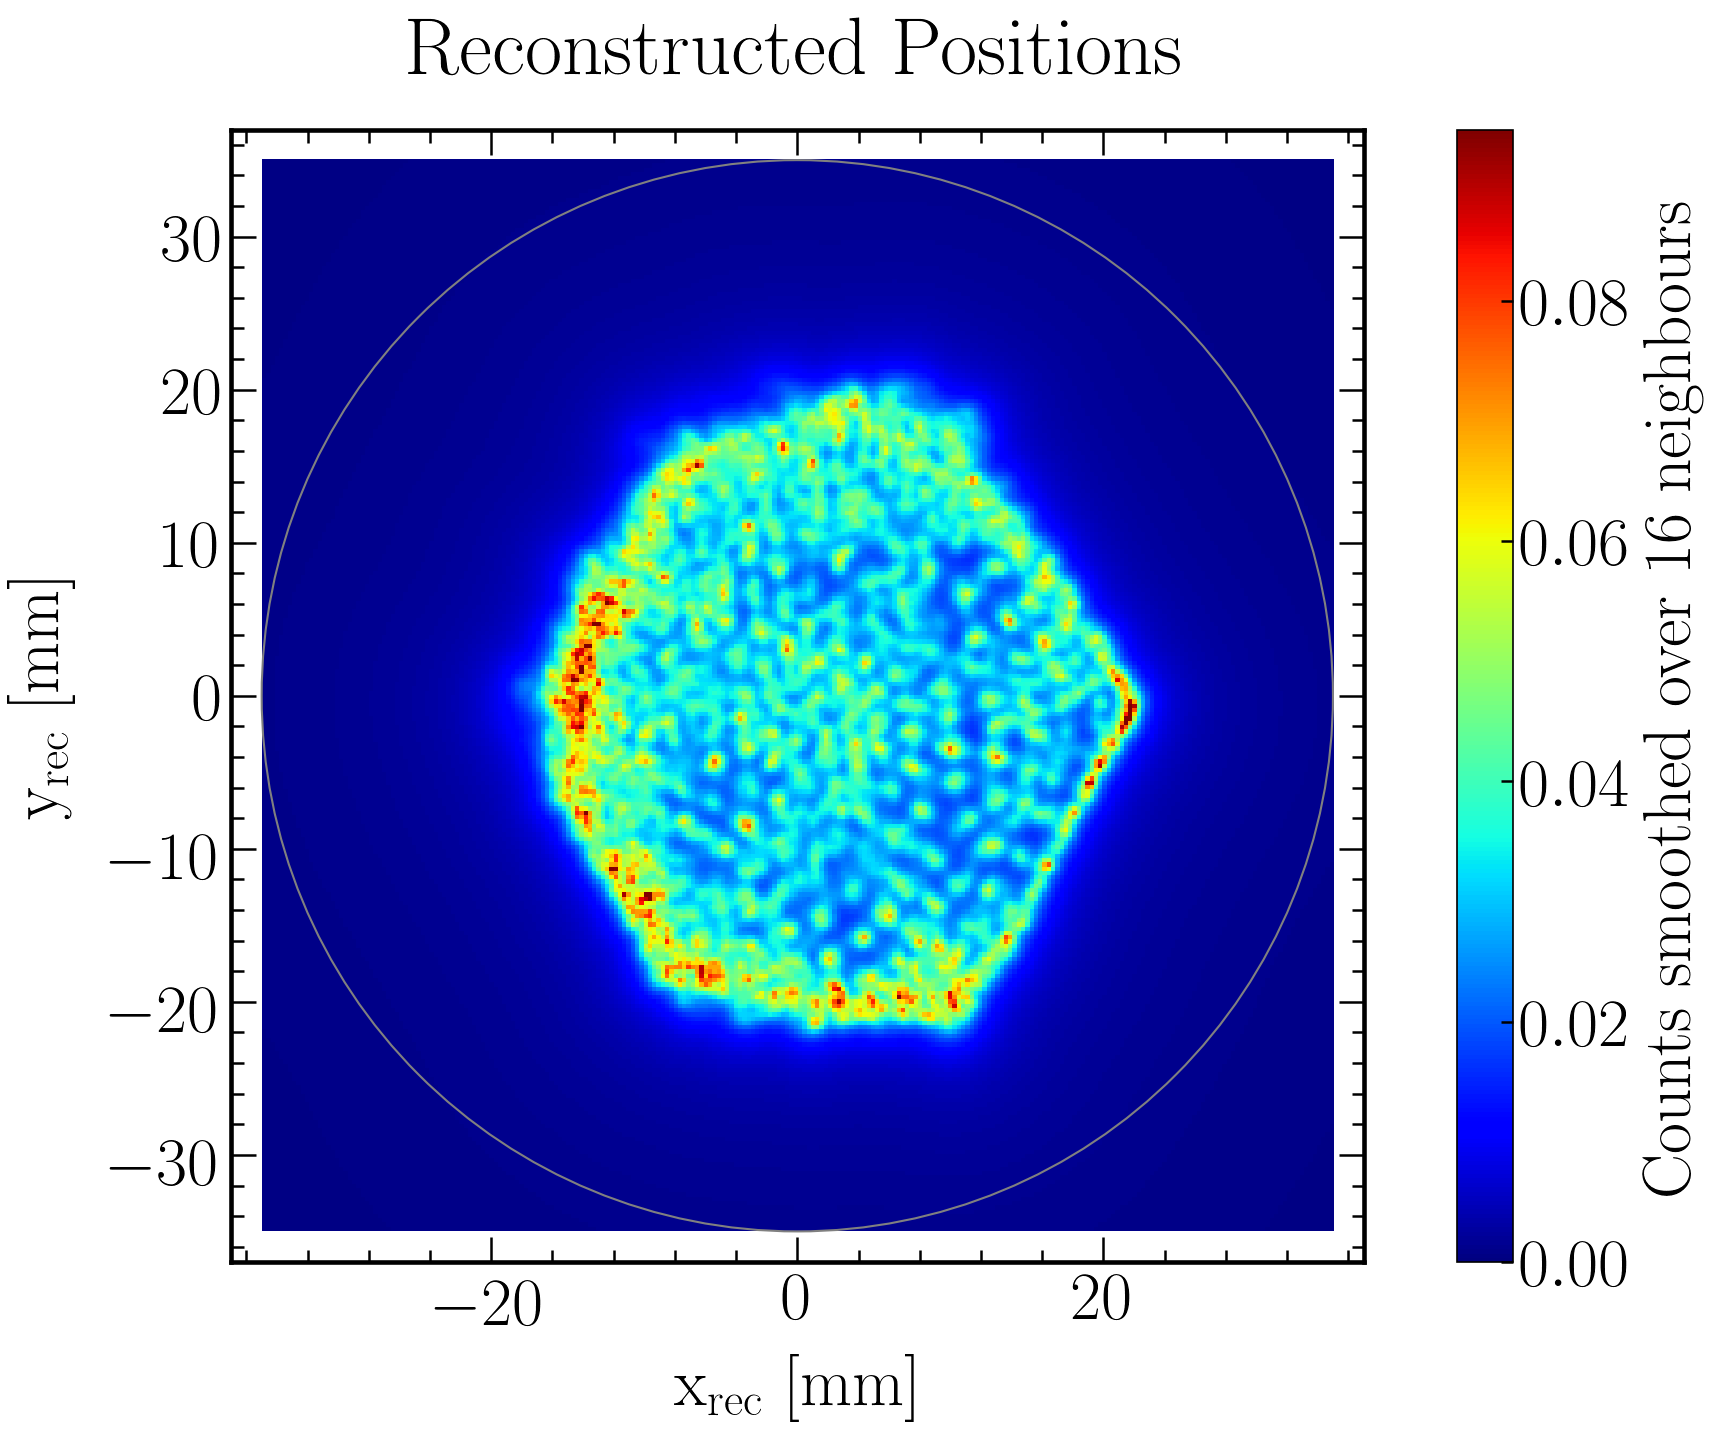 Reconstructed Positions
30
20
10
0
−10
−20
−30
y_rec [mm]
−20 0 20
x_rec [mm]
0.08
0.06
0.04
0.02
0.00
Counts smoothed over 16 neighbours